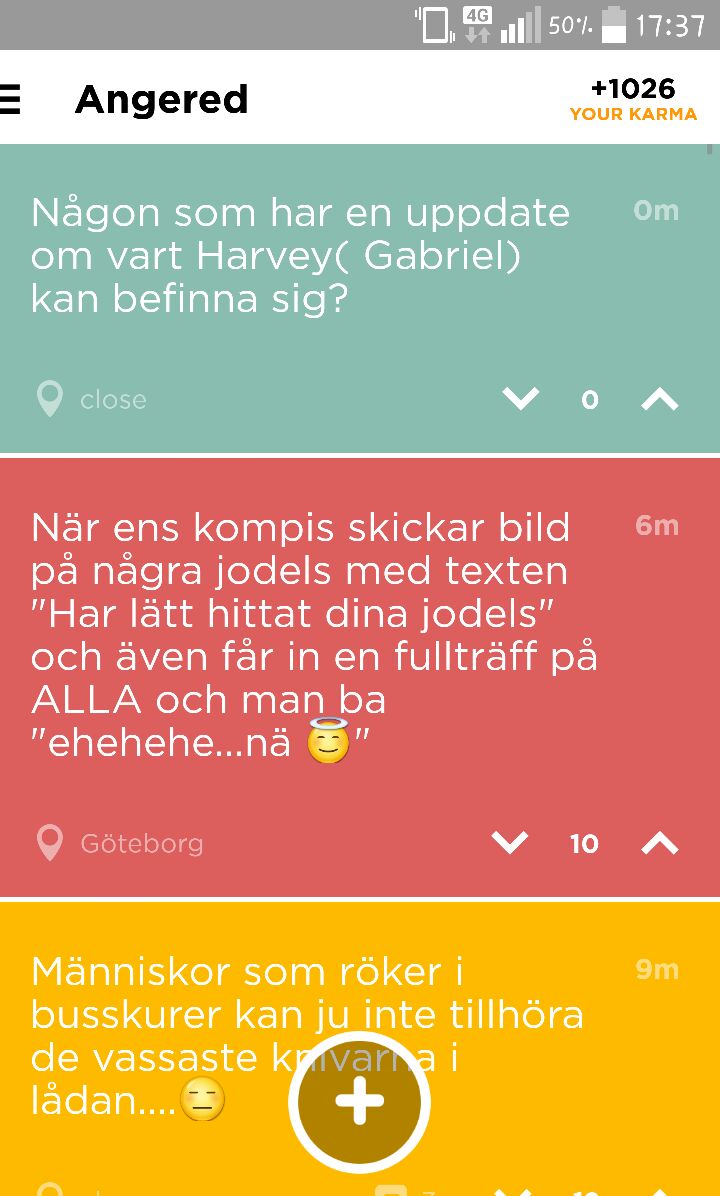 4G 50% 17:37
Angered
+1026
YOUR KARMA
Någon som har en uppdate
om vart Harvey( Gabriel)
kan befinna sig?
0m
close
0
När ens kompis skickar bild
på några jodels med texten
"Har lätt hittat dina jodels"
och även får in en fullträff på
ALLA och man ba
"ehehehe...nä 😇"
6m
Göteborg
10
Människor som röker i
busskurer kan ju inte tillhöra
de vassaste knivarna i
lådan....😑
9m